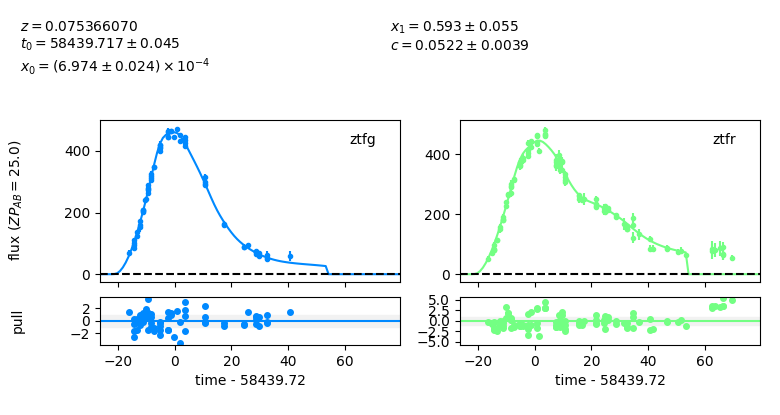 z = 0.075366070
t₀ = 58439.717 ± 0.045
x₀ = (6.974 ± 0.024) × 10⁻⁴
x₁ = 0.593 ± 0.055
c = 0.0522 ± 0.0039
flux (ZP_AB = 25.0)
400
200
0
ztfg
400
200
0
ztfr
pull
2
0
−2
−20 0 20 40 60
time - 58439.72
5.0
2.5
0.0
−2.5
−5.0
−20 0 20 40 60
time - 58439.72